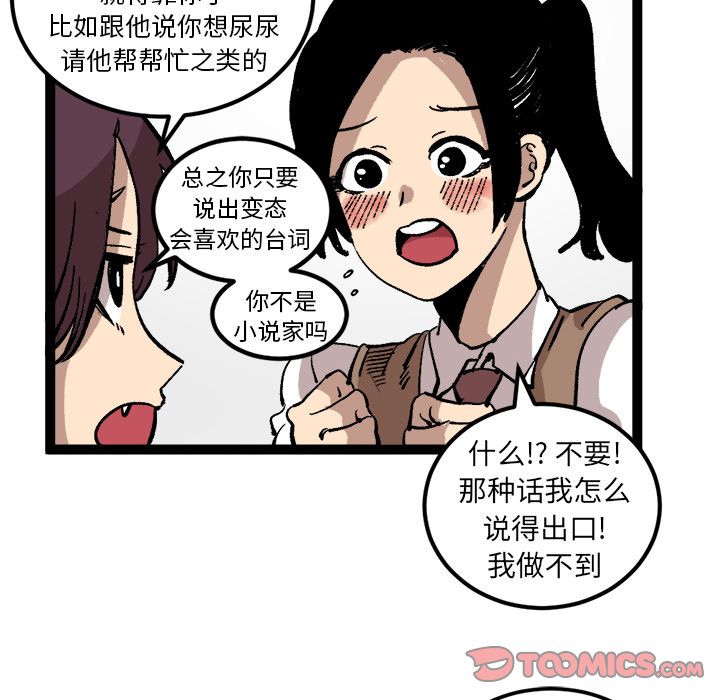 比如跟他说你想尿尿
请他帮帮忙之类的
总之你只要
说出变态
会喜欢的台词
你不是
小说家吗
什么!? 不要!
那种话我怎么
说得出口!
我做不到
TOOMICS.COM